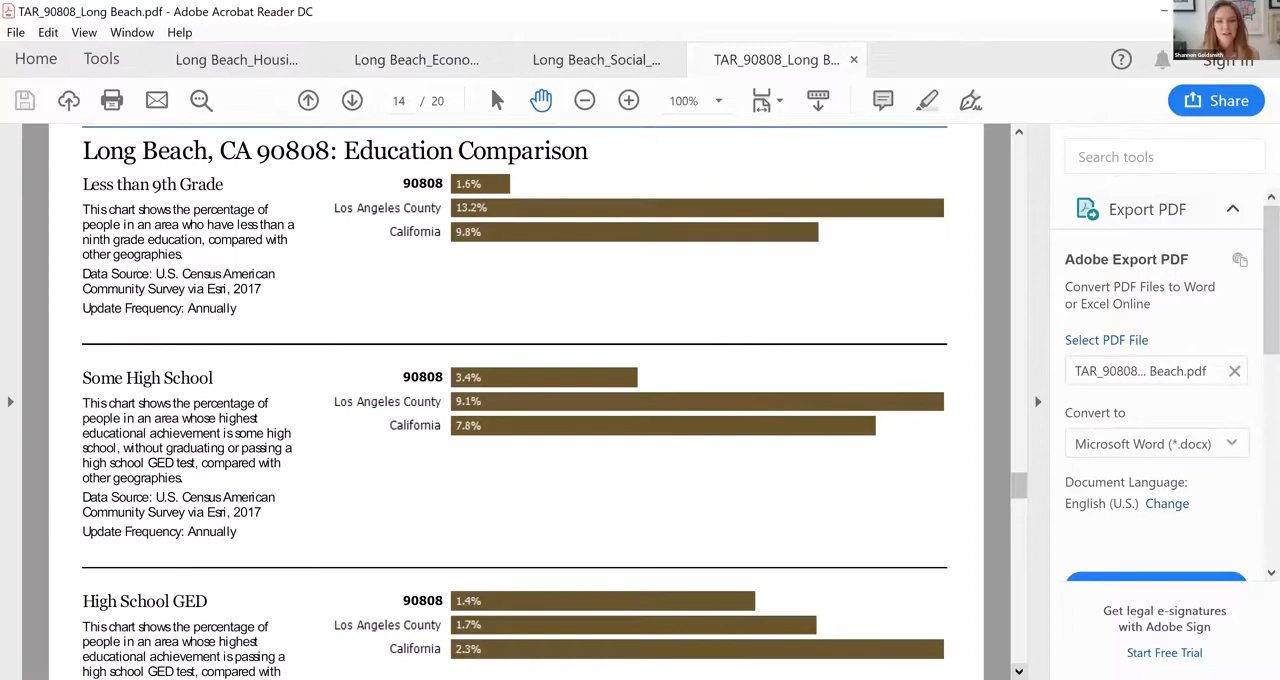 TAR_90808_Long Beach.pdf - Adobe Acrobat Reader DC
File Edit View Window Help
Shannon Goldsmith
Home Tools Long Beach_Housi... Long Beach_Econo... Long Beach_Social_... TAR_90808_Long B... × Sign In
14 / 20 100% Share
Long Beach, CA 90808: Education Comparison
Less than 9th Grade
This chart shows the percentage of
people in an area who have less than a
ninth grade education, compared with
other geographies.
Data Source: U.S. Census American
Community Survey via Esri, 2017
Update Frequency: Annually
90808 1.6%
Los Angeles County 13.2%
California 9.8%
Some High School
This chart shows the percentage of
people in an area whose highest
educational achievement is some high
school, without graduating or passing a
high school GED test, compared with
other geographies.
Data Source: U.S. Census American
Community Survey via Esri, 2017
Update Frequency: Annually
90808 3.4%
Los Angeles County 9.1%
California 7.8%
High School GED
This chart shows the percentage of
people in an area whose highest
educational achievement is passing a
high school GED test, compared with
90808 1.4%
Los Angeles County 1.7%
California 2.3%
Search tools
Export PDF
Adobe Export PDF
Convert PDF Files to Word
or Excel Online
Select PDF File
TAR_90808... Beach.pdf
Convert to
Microsoft Word (*.docx)
Document Language:
English (U.S.) Change
Get legal e-signatures
with Adobe Sign
Start Free Trial